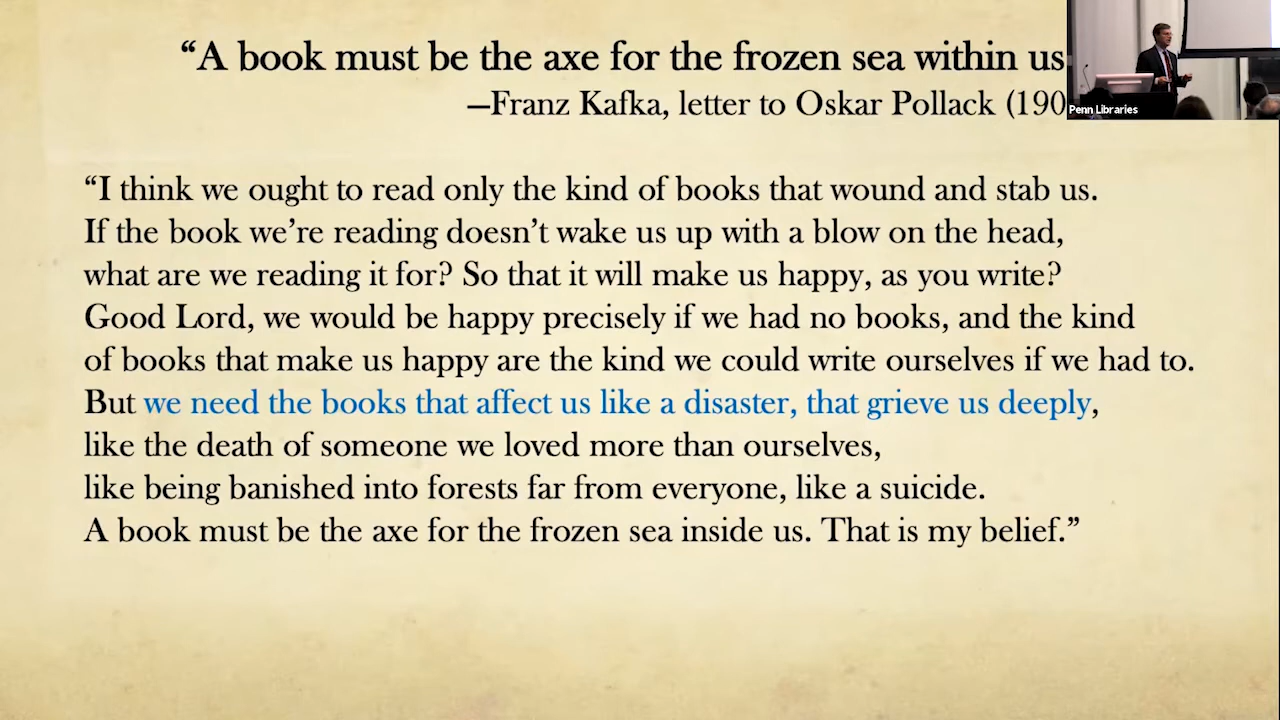 “A book must be the axe for the frozen sea within us
—Franz Kafka, letter to Oskar Pollack (190
Penn Libraries
“I think we ought to read only the kind of books that wound and stab us.
If the book we’re reading doesn’t wake us up with a blow on the head,
what are we reading it for? So that it will make us happy, as you write?
Good Lord, we would be happy precisely if we had no books, and the kind
of books that make us happy are the kind we could write ourselves if we had to.
But we need the books that affect us like a disaster, that grieve us deeply,
like the death of someone we loved more than ourselves,
like being banished into forests far from everyone, like a suicide.
A book must be the axe for the frozen sea inside us. That is my belief.”